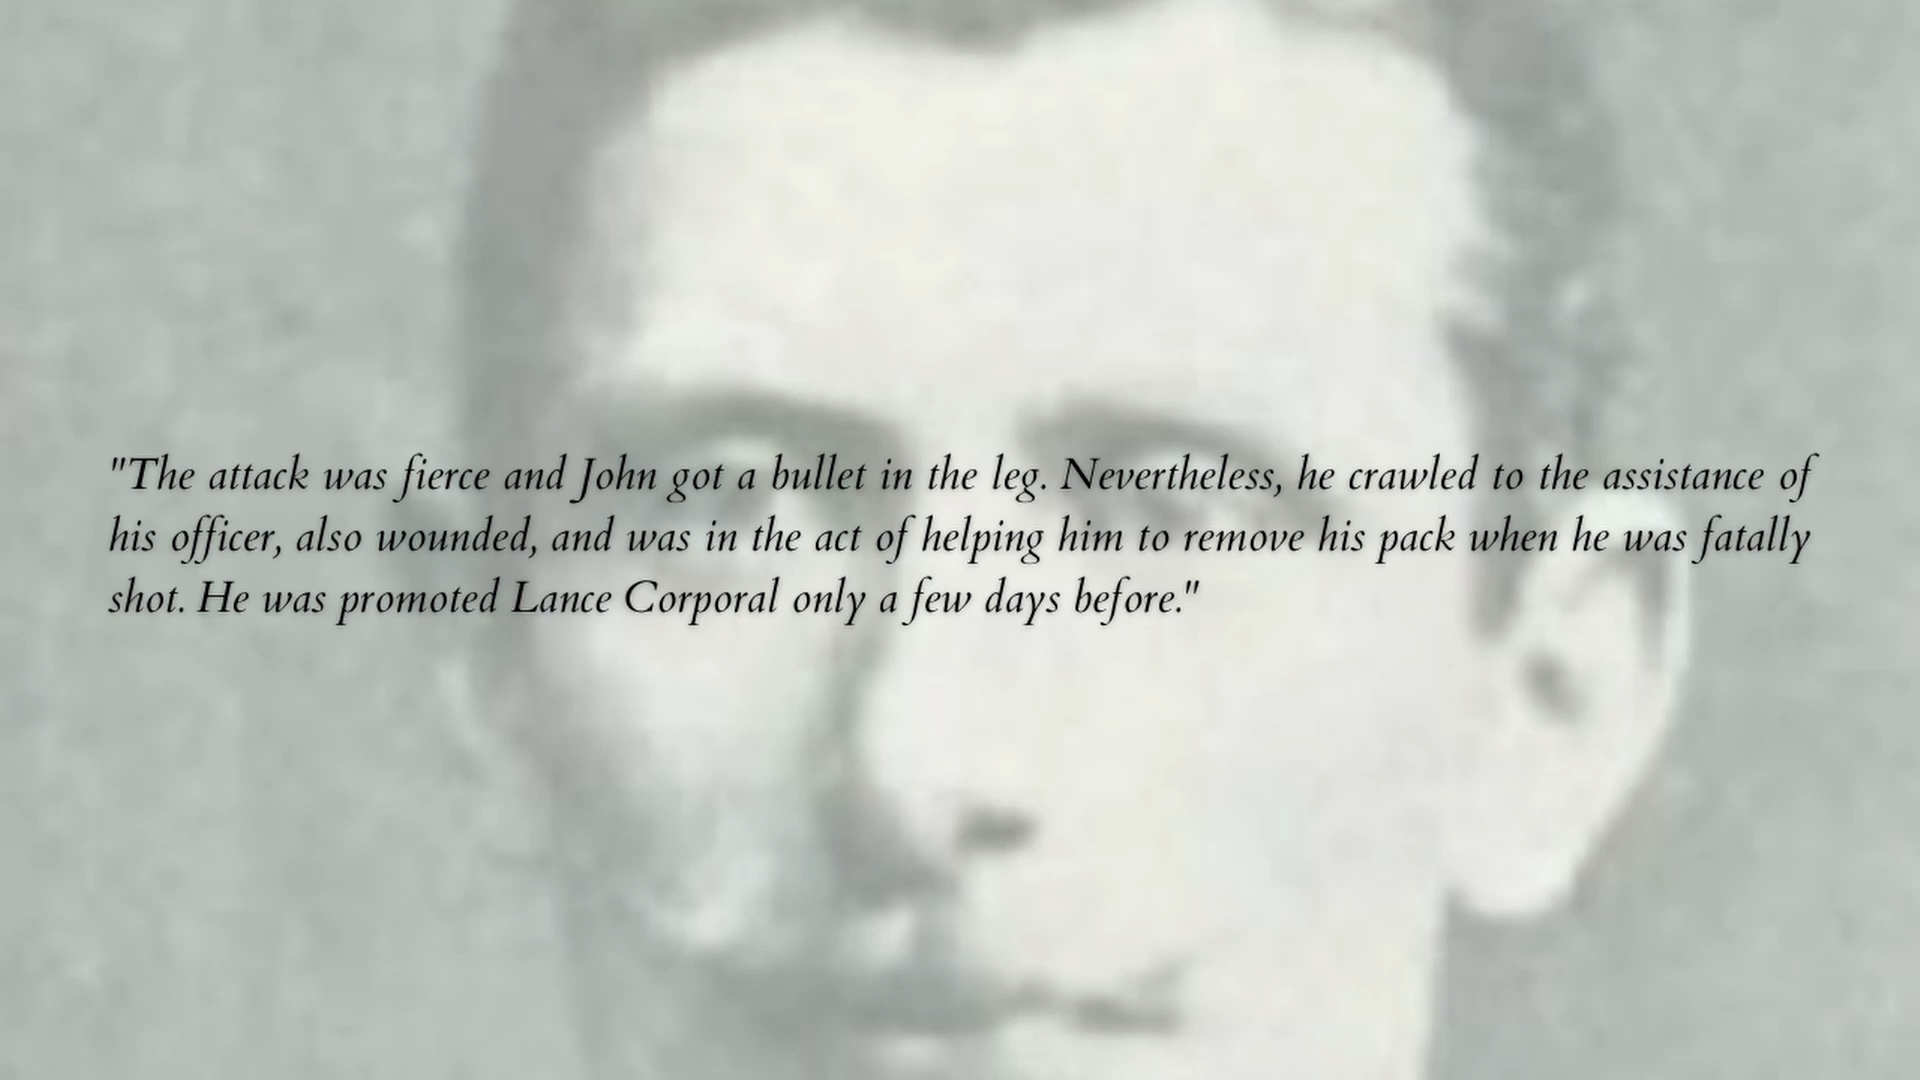 "The attack was fierce and John got a bullet in the leg. Nevertheless, he crawled to the assistance of
his officer, also wounded, and was in the act of helping him to remove his pack when he was fatally
shot. He was promoted Lance Corporal only a few days before."